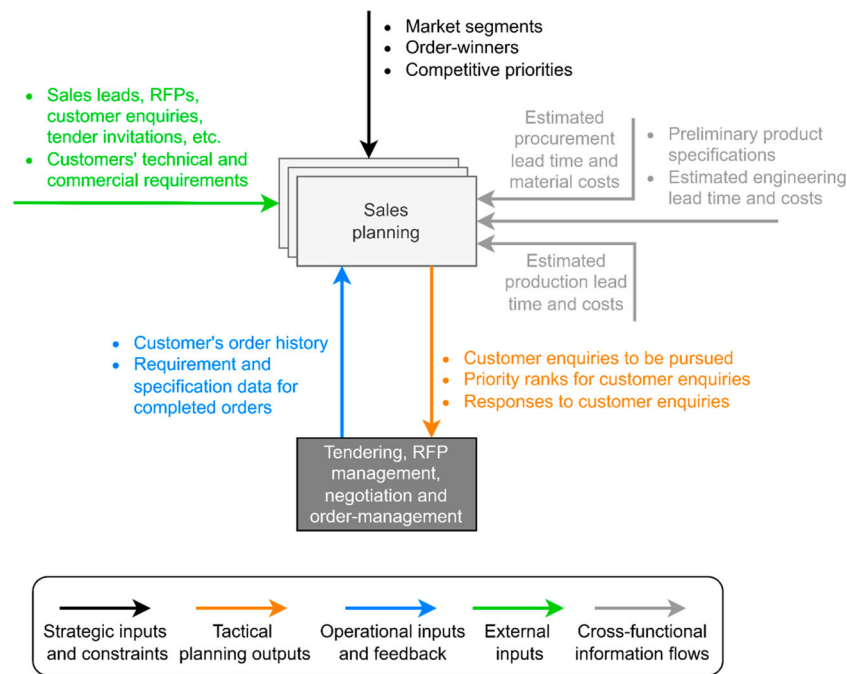 • Market segments
• Order-winners
• Competitive priorities
• Sales leads, RFPs,
customer enquiries,
tender invitations, etc.
• Customers' technical and
commercial requirements
Estimated
procurement
lead time and
material costs
• Preliminary product
specifications
• Estimated engineering
lead time and costs
Sales
planning
Estimated
production lead
time and costs
• Customer's order history
• Requirement and
specification data for
completed orders
• Customer enquiries to be pursued
• Priority ranks for customer enquiries
• Responses to customer enquiries
Tendering, RFP
management,
negotiation and
order-management
Strategic inputs
and constraints
Tactical
planning outputs
Operational inputs
and feedback
External
inputs
Cross-functional
information flows